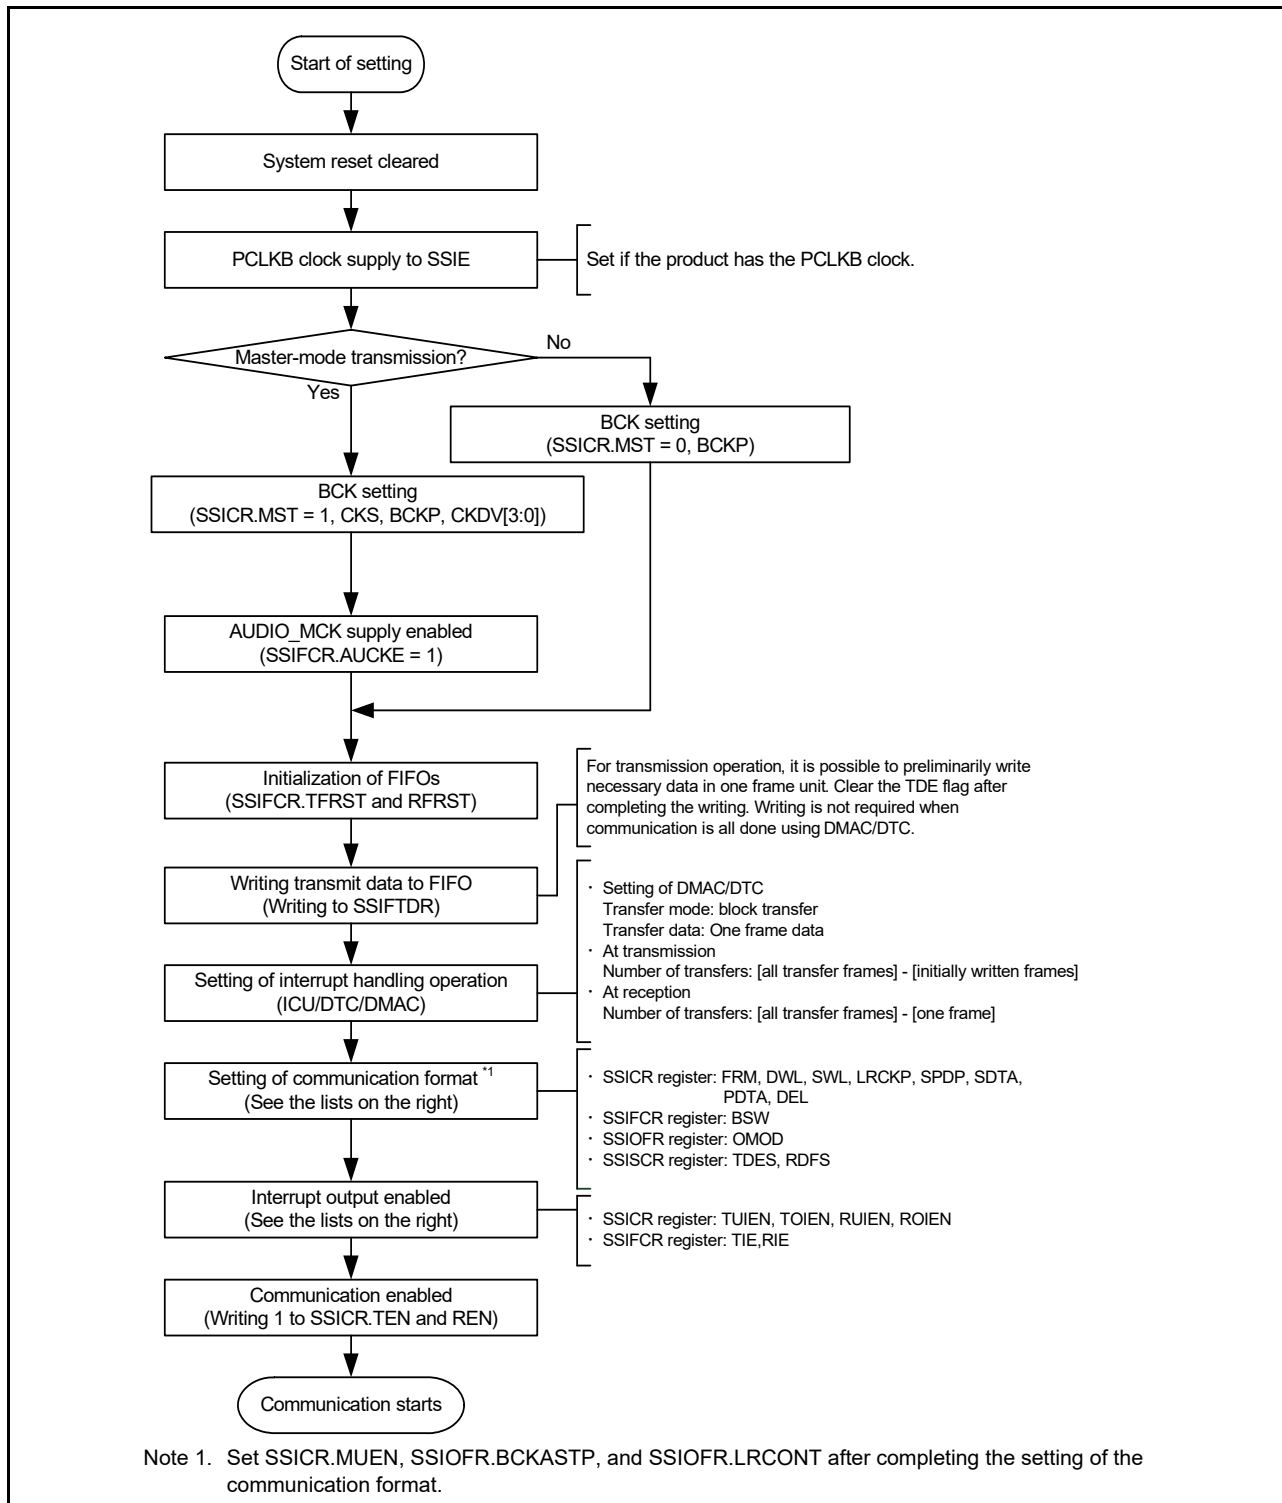 Start of setting
System reset cleared
PCLKB clock supply to SSIE
Set if the product has the PCLKB clock.
Master-mode transmission?
No
Yes
BCK setting
(SSICR.MST = 0, BCKP)
BCK setting
(SSICR.MST = 1, CKS, BCKP, CKDV[3:0])
AUDIO_MCK supply enabled
(SSIFCR.AUCKE = 1)
Initialization of FIFOs
(SSIFCR.TFRST and RFRST)
For transmission operation, it is possible to preliminarily write
necessary data in one frame unit. Clear the TDE flag after
completing the writing. Writing is not required when
communication is all done using DMAC/DTC.
Writing transmit data to FIFO
(Writing to SSIFTDR)
· Setting of DMAC/DTC
Transfer mode: block transfer
Transfer data: One frame data
· At transmission
Number of transfers: [all transfer frames] - [initially written frames]
· At reception
Number of transfers: [all transfer frames] - [one frame]
Setting of interrupt handling operation
(ICU/DTC/DMAC)
Setting of communication format *1
(See the lists on the right)
· SSICR register: FRM, DWL, SWL, LRCKP, SPDP, SDTA,
PDTA, DEL
· SSIFCR register: BSW
· SSIOFR register: OMOD
· SSISCR register: TDES, RDFS
Interrupt output enabled
(See the lists on the right)
· SSICR register: TUIEN, TOIEN, RUIEN, ROIEN
· SSIFCR register: TIE,RIE
Communication enabled
(Writing 1 to SSICR.TEN and REN)
Communication starts
Note 1. Set SSICR.MUEN, SSIOFR.BCKASTP, and SSIOFR.LRCONT after completing the setting of the
communication format.